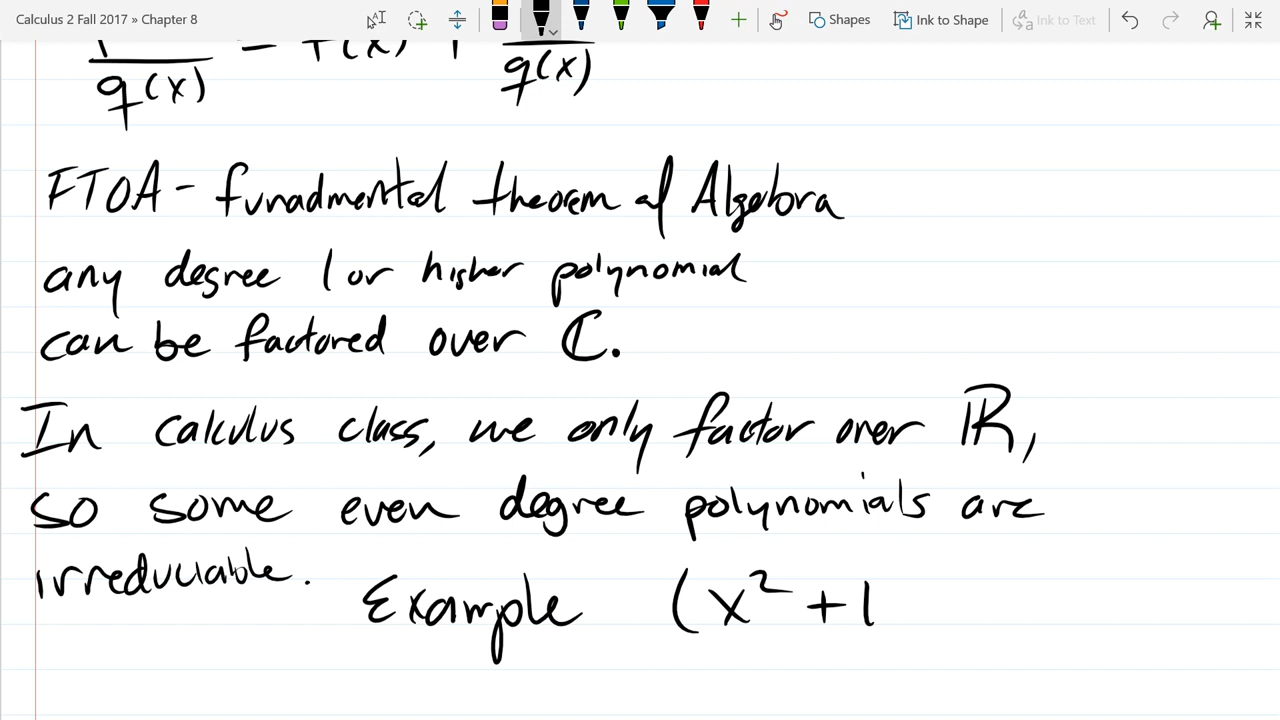 Calculus 2 Fall 2017 » Chapter 8
Shapes Ink to Shape Ink to Text
q(x) = f(x) + q(x)
FTOA - funadmental theorem of Algebra
any degree 1 or higher polynomial
can be factored over ℂ.
In calculus class, we only factor over ℝ,
so some even degree polynomials are
irreduciable.
Example (x² + 1